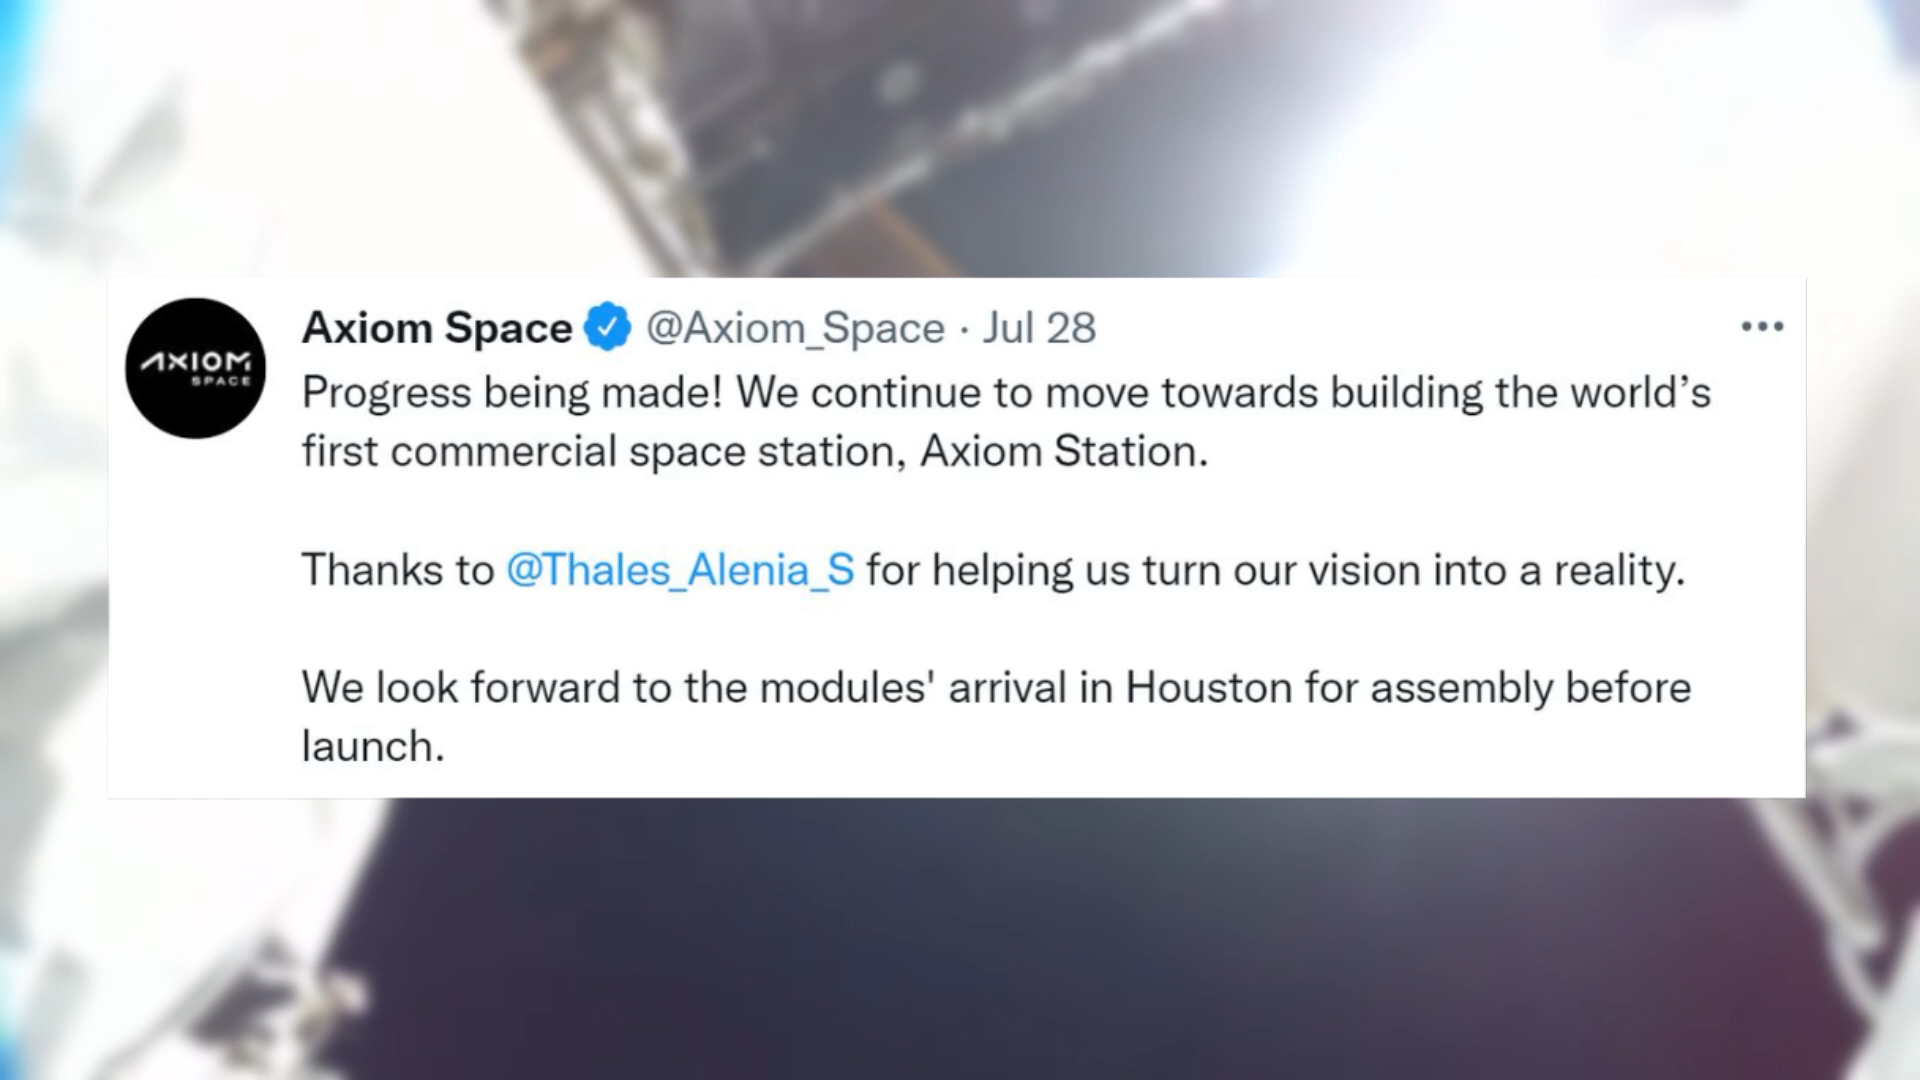 AXIOM
SPACE
Axiom Space @Axiom_Space · Jul 28
Progress being made! We continue to move towards building the world’s
first commercial space station, Axiom Station.
Thanks to @Thales_Alenia_S for helping us turn our vision into a reality.
We look forward to the modules' arrival in Houston for assembly before
launch.